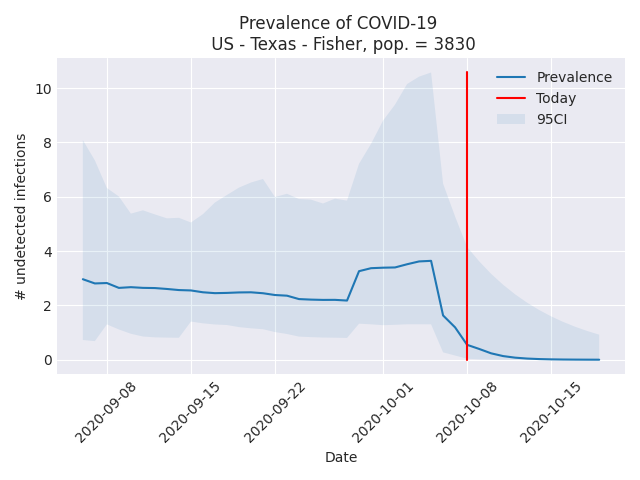 Prevalence of COVID-19
US - Texas - Fisher, pop. = 3830
Prevalence
Today
95CI
# undetected infections
10
8
6
4
2
0
2020-09-08
2020-09-15
2020-09-22
2020-10-01
2020-10-08
2020-10-15
Date